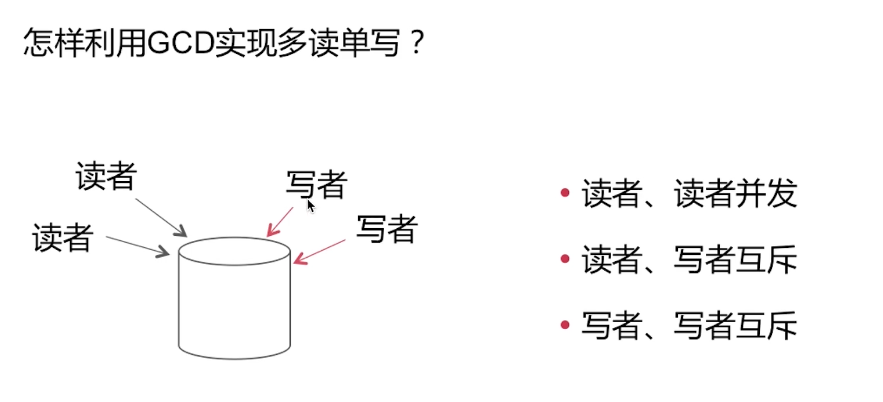 怎样利用GCD实现多读单写？
读者
写者
读者
写者
• 读者、读者并发
• 读者、写者互斥
• 写者、写者互斥